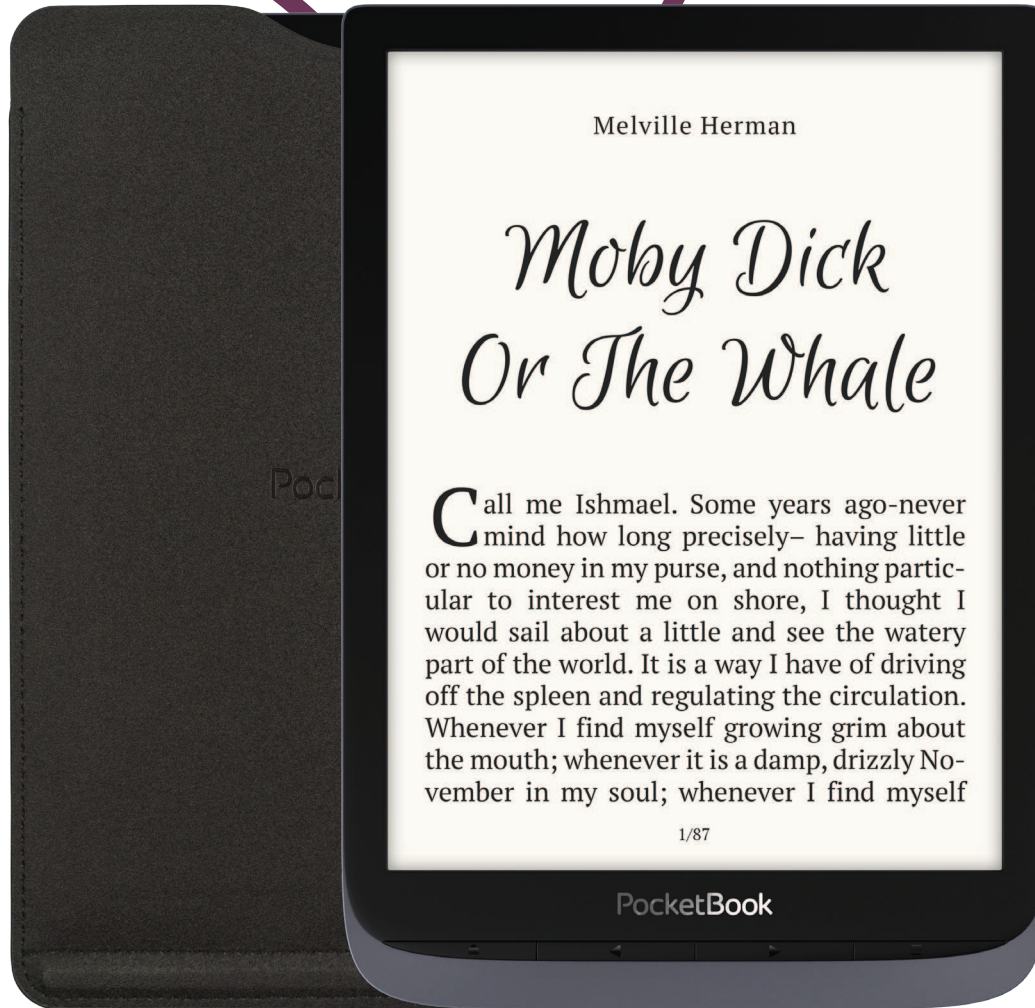 Melville Herman
Moby Dick
Or The Whale
Call me Ishmael. Some years ago-never
mind how long precisely– having little
or no money in my purse, and nothing partic-
ular to interest me on shore, I thought I
would sail about a little and see the watery
part of the world. It is a way I have of driving
off the spleen and regulating the circulation.
Whenever I find myself growing grim about
the mouth; whenever it is a damp, drizzly No-
vember in my soul; whenever I find myself
1/87
PocketBook
Pock